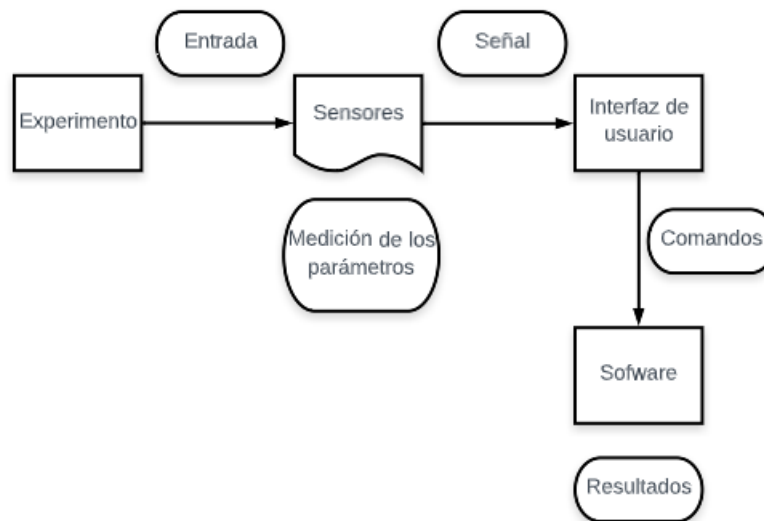 Entrada
Señal
Experimento
Sensores
Interfaz de
usuario
Medición de los
parámetros
Comandos
Sofware
Resultados